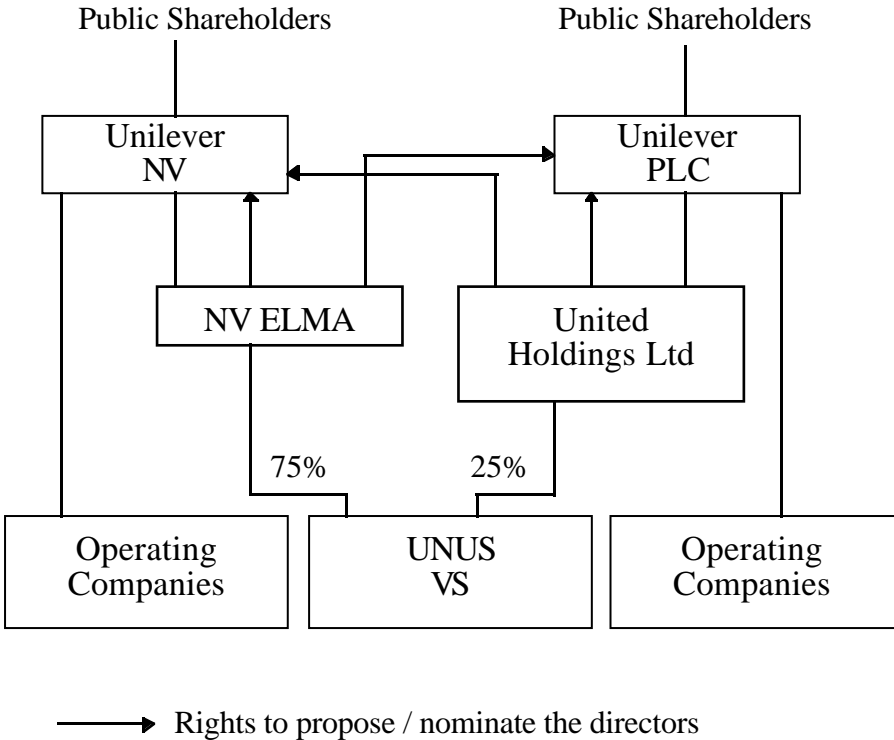 Public Shareholders
Public Shareholders
Unilever
NV
Unilever
PLC
NV ELMA
United
Holdings Ltd
75%
25%
Operating
Companies
UNUS
VS
Operating
Companies
Rights to propose / nominate the directors